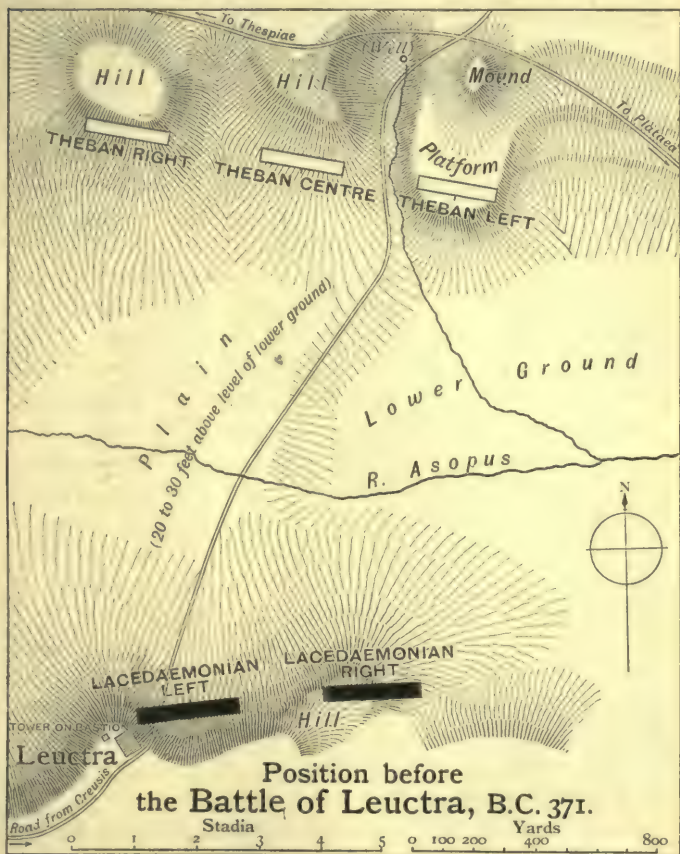 To Thespiae
(Well)
Hill
Hill
Mound
To Plataea
THEBAN RIGHT
THEBAN CENTRE
Platform
THEBAN LEFT
Plain
(20 to 30 feet above level of lower ground)
Lower Ground
R. Asopus
N
LACEDAEMONIAN
LEFT
LACEDAEMONIAN
RIGHT
Hill
TOWER ON BASTION
Leuctra
Road from Creusis
Position before
the Battle of Leuctra, B.C. 371.
Stadia
Yards
0 1 2 3 4 5
0 100 200 400 800